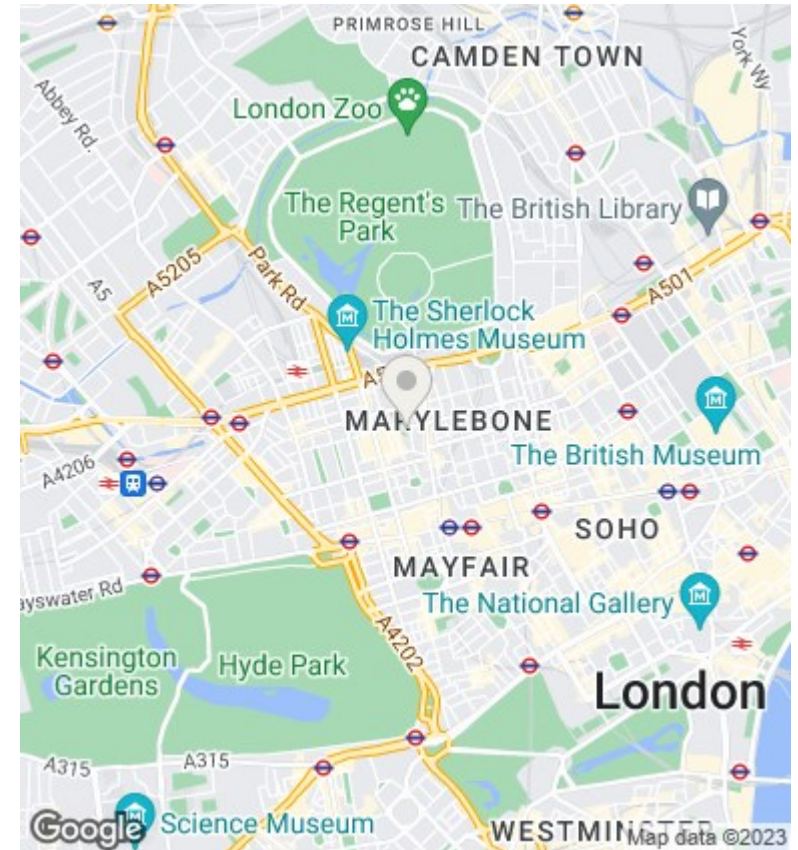 PRIMROSE HILL
CAMDEN TOWN
York Wy
Abbey Rd.
London Zoo
The Regent's
Park
The British Library
A5205
Park Rd
A5
A501
The Sherlock
Holmes Museum
MARYLEBONE
The British Museum
A4206
SOHO
MAYFAIR
ayswater Rd
The National Gallery
A4202
Kensington
Gardens
Hyde Park
London
A315
A315
Google
Science Museum
WESTMINSTER
Map data ©2023